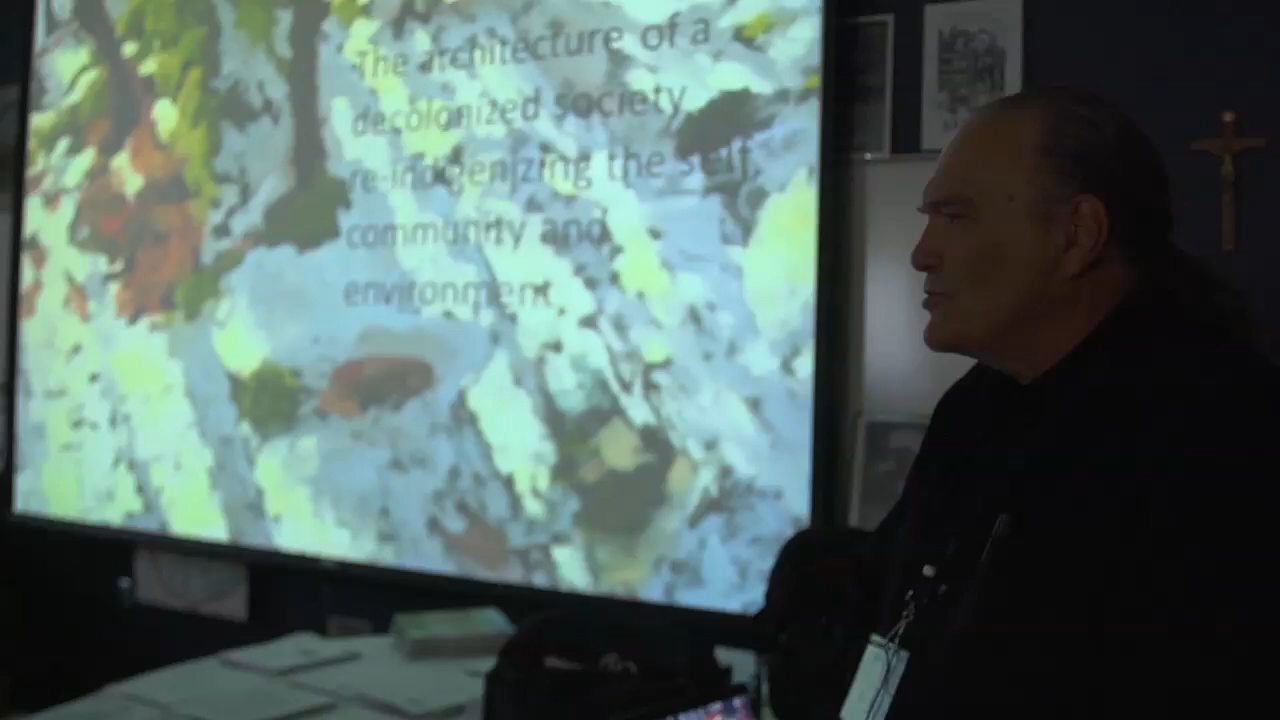 The architecture of a
decolonized society
re-indigenizing the self,
community and
environment